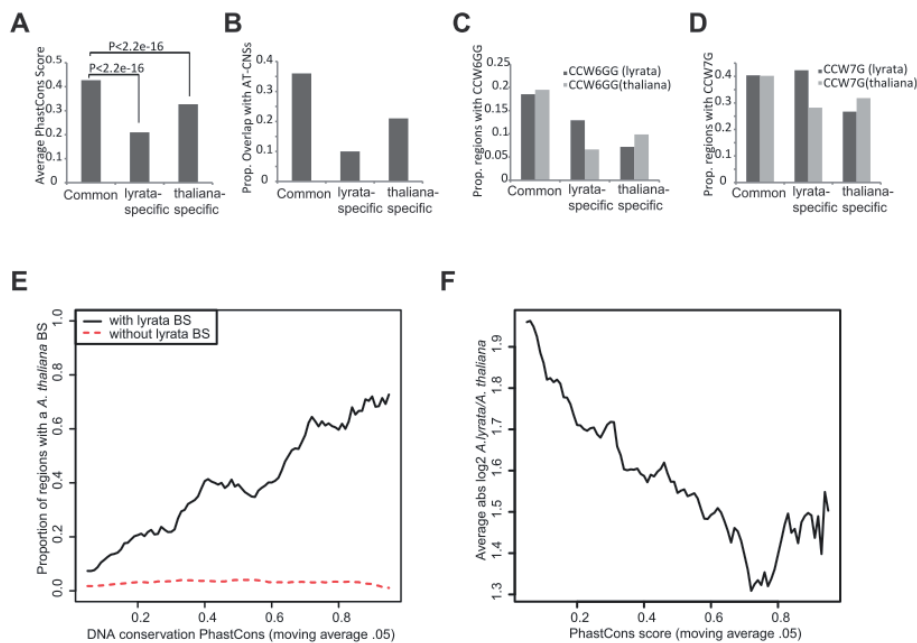 A
P<2.2e-16
P<2.2e-16
Average PhastCons Score
0.5
0.4
0.3
0.2
0.1
0
Common
lyrata-
specific
thaliana-
specific
B
Prop. Overlap with AT-CNSs
0.4
0.3
0.2
0.1
0
Common
lyrata-
specific
thaliana-
specific
C
Prop. regions with CCW6GG
CCW6GG (lyrata)
CCW6GG(thaliana)
0.25
0.2
0.15
0.1
0.05
0
Common
lyrata-
specific
thaliana-
specific
D
Prop. regions with CCW7G
CCW7G (lyrata)
CCW7G(thaliana)
0.5
0.4
0.3
0.2
0.1
0
Common
lyrata-
specific
thaliana-
specific
E
with lyrata BS
without lyrata BS
Proportion of regions with a A. thaliana BS
1.0
0.8
0.6
0.4
0.2
0.0
0.2
0.4
0.6
0.8
DNA conservation PhastCons (moving average .05)
F
Average abs log2 A.lyrata/A. thaliana
1.9
1.8
1.7
1.6
1.5
1.4
1.3
0.2
0.4
0.6
0.8
PhastCons score (moving average .05)